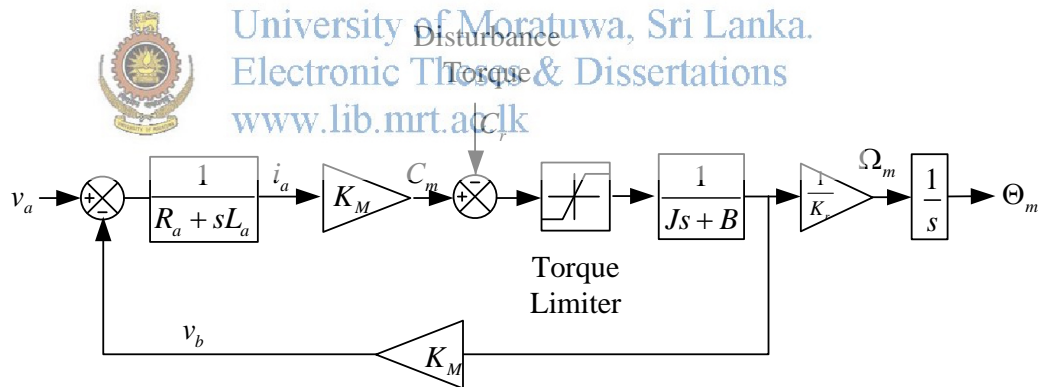 University of Moratuwa, Sri Lanka.
Electronic Theses & Dissertations
www.lib.mrt.ac.lk
Disturbance
Torque
C_r
v_a
+
−
1
R_a + sL_a
i_a
K_M
C_m
+
−
1
Js + B
1
K_r
Ω_m
1
s
Θ_m
Torque
Limiter
v_b
K_M